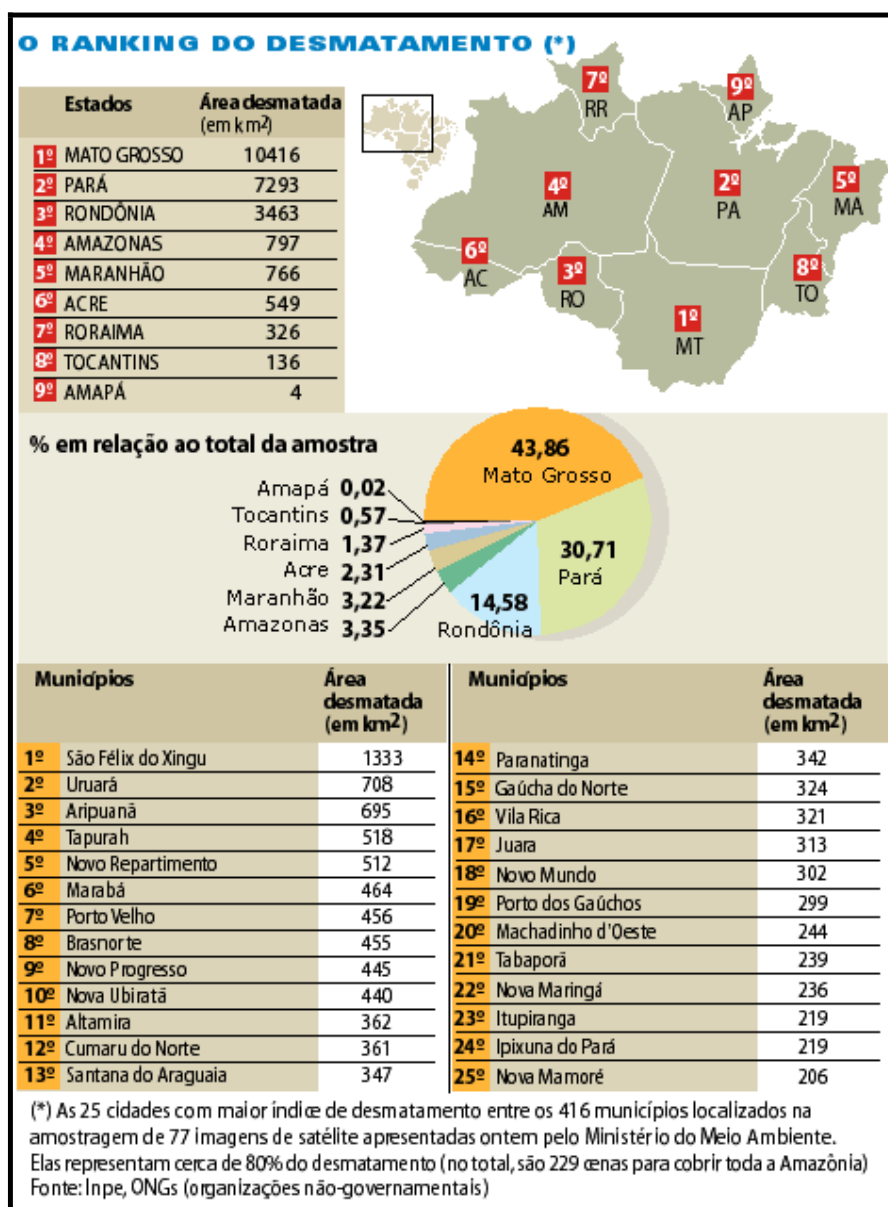 O RANKING DO DESMATAMENTO (*)
Estados Área desmatada
(em km²)
1º MATO GROSSO 10416
2º PARÁ 7293
3º RONDÔNIA 3463
4º AMAZONAS 797
5º MARANHÃO 766
6º ACRE 549
7º RORAIMA 326
8º TOCANTINS 136
9º AMAPÁ 4
7º
RR
9º
AP
4º
AM
2º
PA
5º
MA
6º
AC
3º
RO
8º
TO
1º
MT
% em relação ao total da amostra
43,86
Mato Grosso
30,71
Pará
14,58
Rondônia
Amapá 0,02
Tocantins 0,57
Roraima 1,37
Acre 2,31
Maranhão 3,22
Amazonas 3,35
Municípios Área
desmatada
(em km²)
1º São Félix do Xingu 1333
2º Uruará 708
3º Aripuanã 695
4º Tapurah 518
5º Novo Repartimento 512
6º Marabá 464
7º Porto Velho 456
8º Brasnorte 455
9º Novo Progresso 445
10º Nova Ubiratã 440
11º Altamira 362
12º Cumaru do Norte 361
13º Santana do Araguaia 347
Municípios Área
desmatada
(em km²)
14º Paranatinga 342
15º Gaúcha do Norte 324
16º Vila Rica 321
17º Juara 313
18º Novo Mundo 302
19º Porto dos Gaúchos 299
20º Machadinho d'Oeste 244
21º Tabaporã 239
22º Nova Maringá 236
23º Itupiranga 219
24º Ipixuna do Pará 219
25º Nova Mamoré 206
(*) As 25 cidades com maior índice de desmatamento entre os 416 municípios localizados na
amostragem de 77 imagens de satélite apresentadas ontem pelo Ministério do Meio Ambiente.
Elas representam cerca de 80% do desmatamento (no total, são 229 cenas para cobrir toda a Amazônia)
Fonte: Inpe, ONGs (organizações não-governamentais)